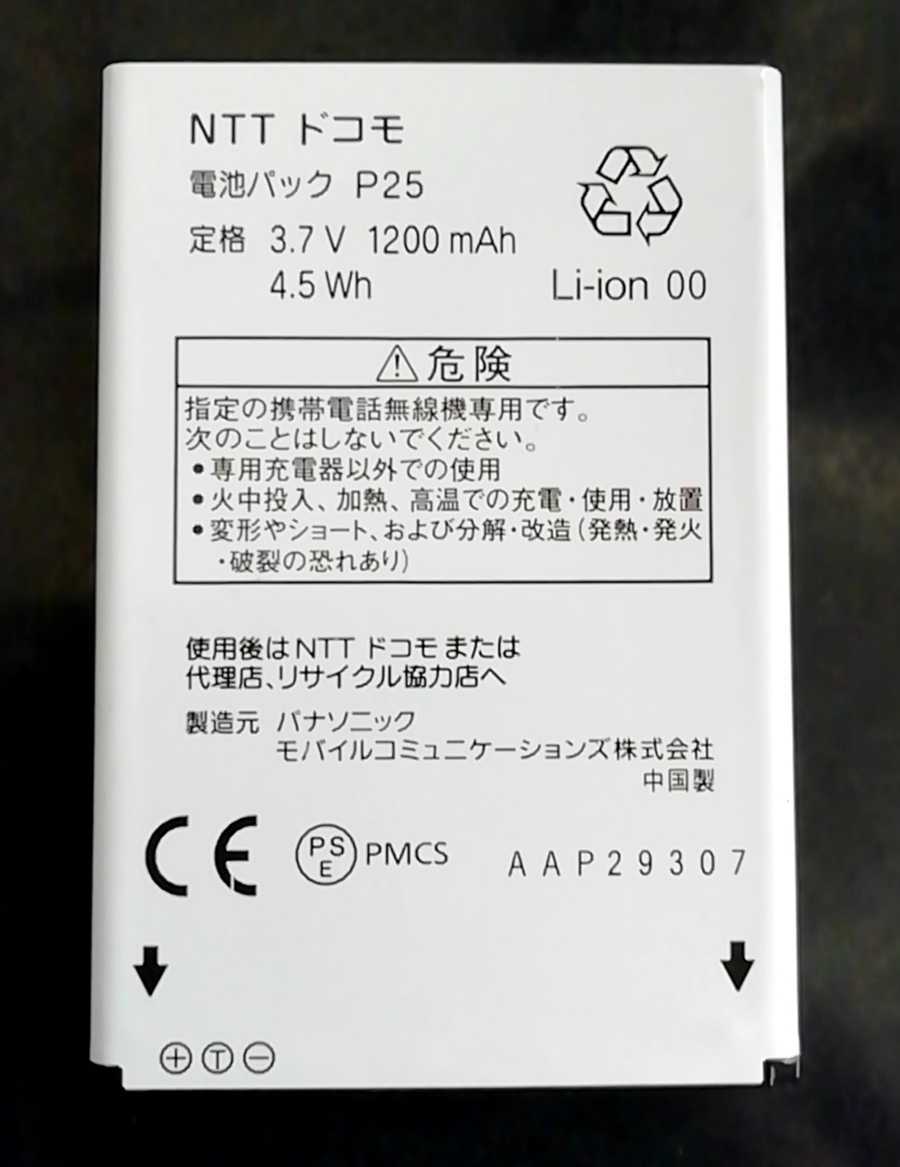 NTT ドコモ
電池パック P25
定格 3.7 V 1200 mAh
4.5 Wh
Li-ion 00
⚠危険
指定の携帯電話無線機専用です。
次のことはしないでください。
●専用充電器以外での使用
●火中投入、加熱、高温での充電・使用・放置
●変形やショート、および分解・改造(発熱・発火
・破裂の恐れあり)
使用後はNTT ドコモ または
代理店、リサイクル協力店へ
製造元 パナソニック
モバイルコミュニケーションズ株式会社
中国製
CE
PSE PMCS
AAP29307
+ T −